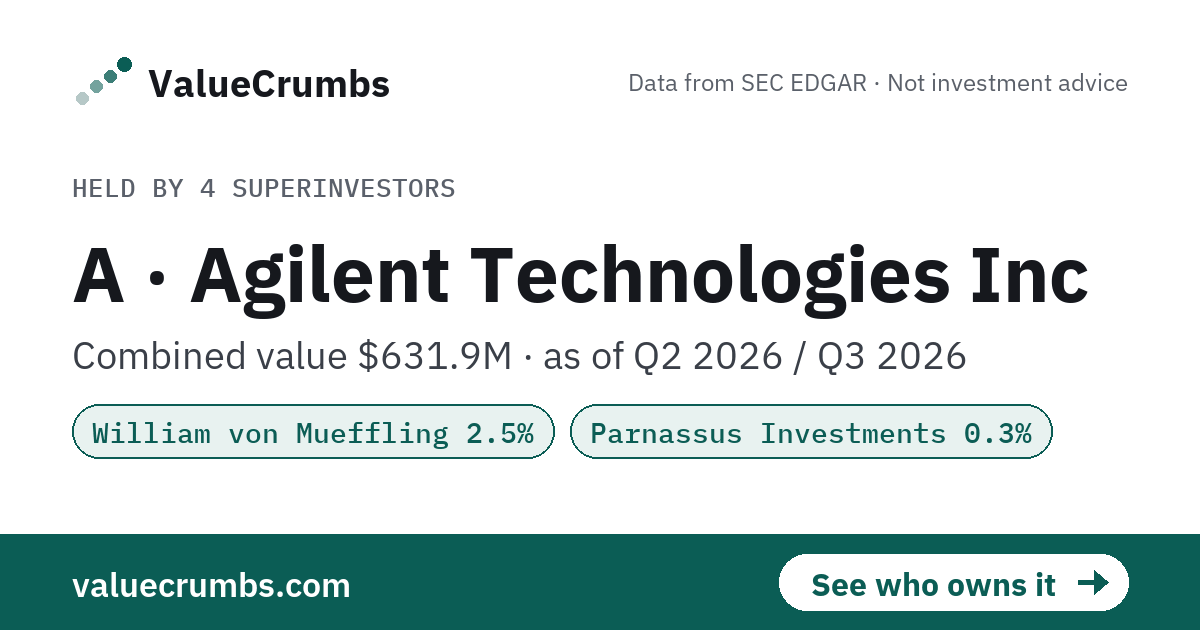 ValueCrumbs
Data from SEC EDGAR · Not investment advice
HELD BY 4 SUPERINVESTORS
A · Agilent Technologies Inc
Combined value $631.9M · as of Q2 2026 / Q3 2026
William von Mueffling 2.5%
Parnassus Investments 0.3%
valuecrumbs.com
See who owns it →